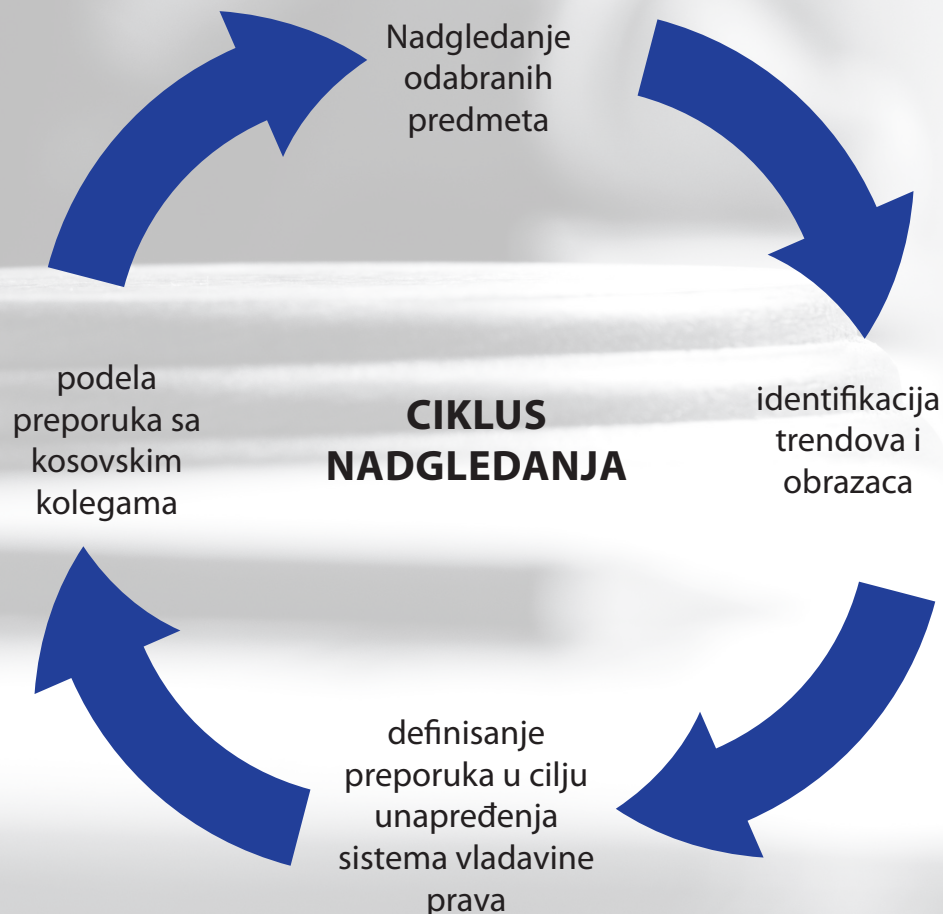 Nadgledanje
odabranih
predmeta
identifikacija
trendova i
obrazaca
definisanje
preporuka u cilju
unapređenja
sistema vladavine
prava
podela
preporuka sa
kosovskim
kolegama
CIKLUS
NADGLEDANJA